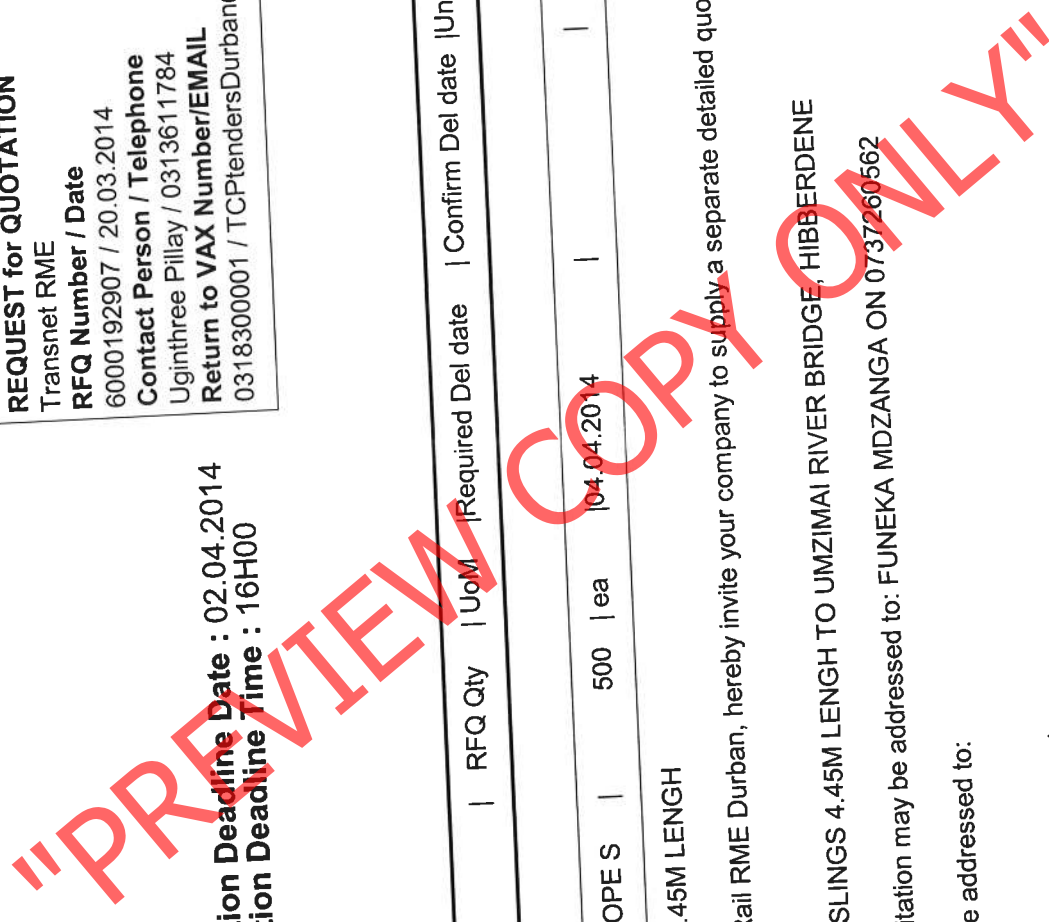 REQUEST for QUOTATION
Transnet RME
RFQ Number / Date
6000192907 / 20.03.2014
Contact Person / Telephone
Uginthree Pillay / 0313611784
Return to VAX Number/EMAIL
0318300001 / TCPtendersDurban
ion Deadline Date : 02.04.2014
tion Deadline Time : 16H00
| RFQ Qty | UoM |Required Del date | Confirm Del date |Un
OPE S | 500 | ea |04.04.2014 | |
.45M LENGH
Rail RME Durban, hereby invite your company to supply a separate detailed quo
SLINGS 4.45M LENGH TO UMZIMAI RIVER BRIDGE, HIBBERDENE
tation may be addressed to: FUNEKA MDZANGA ON 0737260562
e addressed to:
"PREVIEW COPY ONLY"